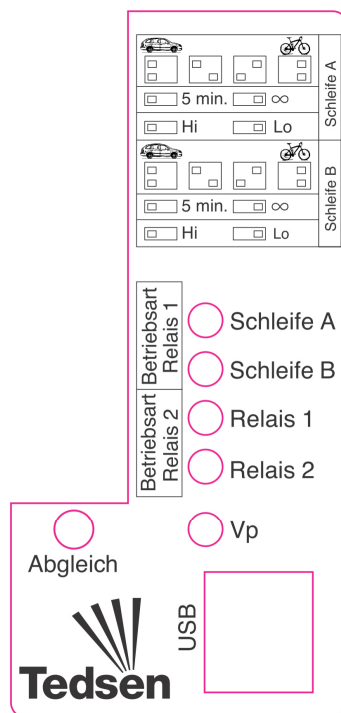 Schleife A
5 min. ∞
Hi Lo
Schleife B
5 min. ∞
Hi Lo
Betriebsart
Relais 1
Betriebsart
Relais 2
Schleife A
Schleife B
Relais 1
Relais 2
Abgleich
Vp
USB
Tedsen